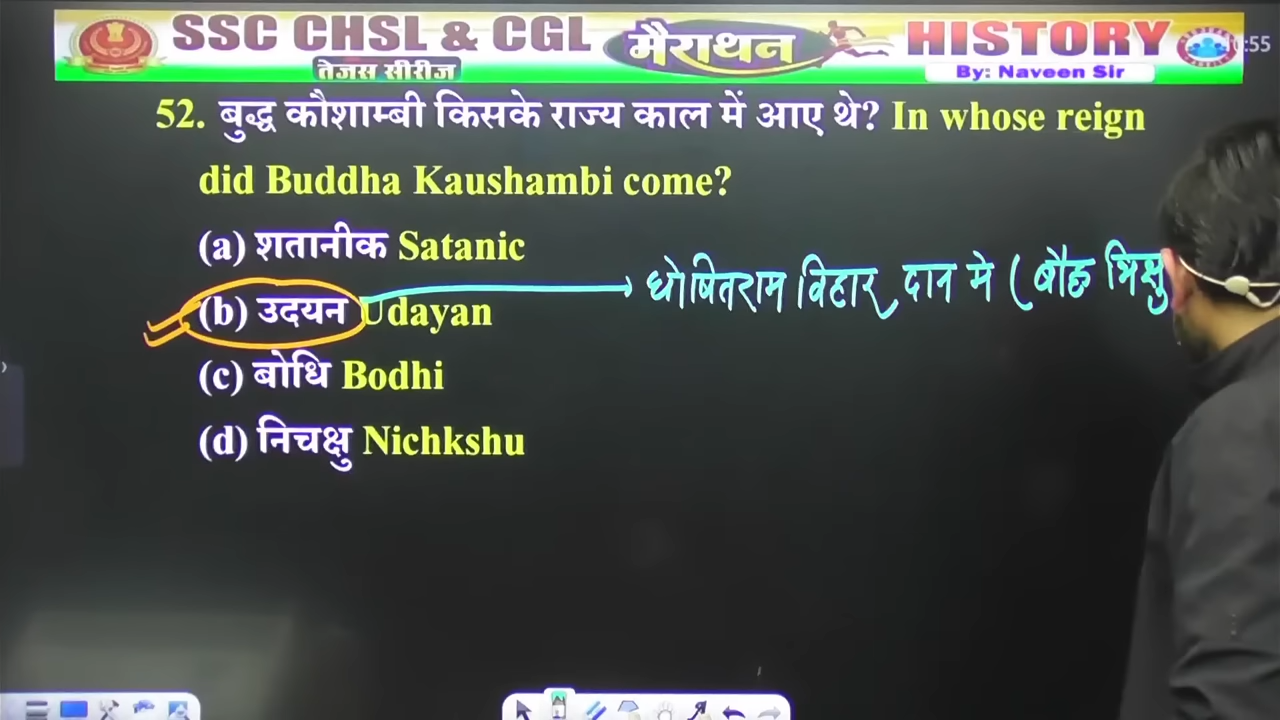 SSC CHSL & CGL
तेजस सीरीज
मैराथन
HISTORY
By: Naveen Sir
:55
52. बुद्ध कौशाम्बी किसके राज्य काल में आए थे? In whose reign
did Buddha Kaushambi come?
(a) शतानीक Satanic
(b) उदयन Udayan
घोषितराम विहार, दान मे ( बौद्ध भिक्षु
(c) बोधि Bodhi
(d) निचक्षु Nichkshu